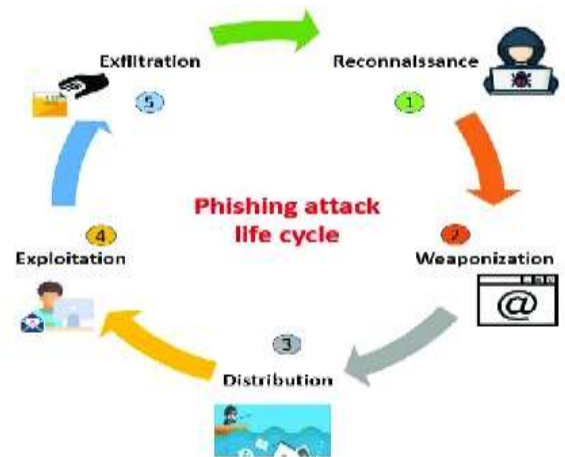 Exfiltration
Reconnaissance
5
1
Phishing attack
life cycle
4
2
Exploitation
Weaponization
@
3
Distribution